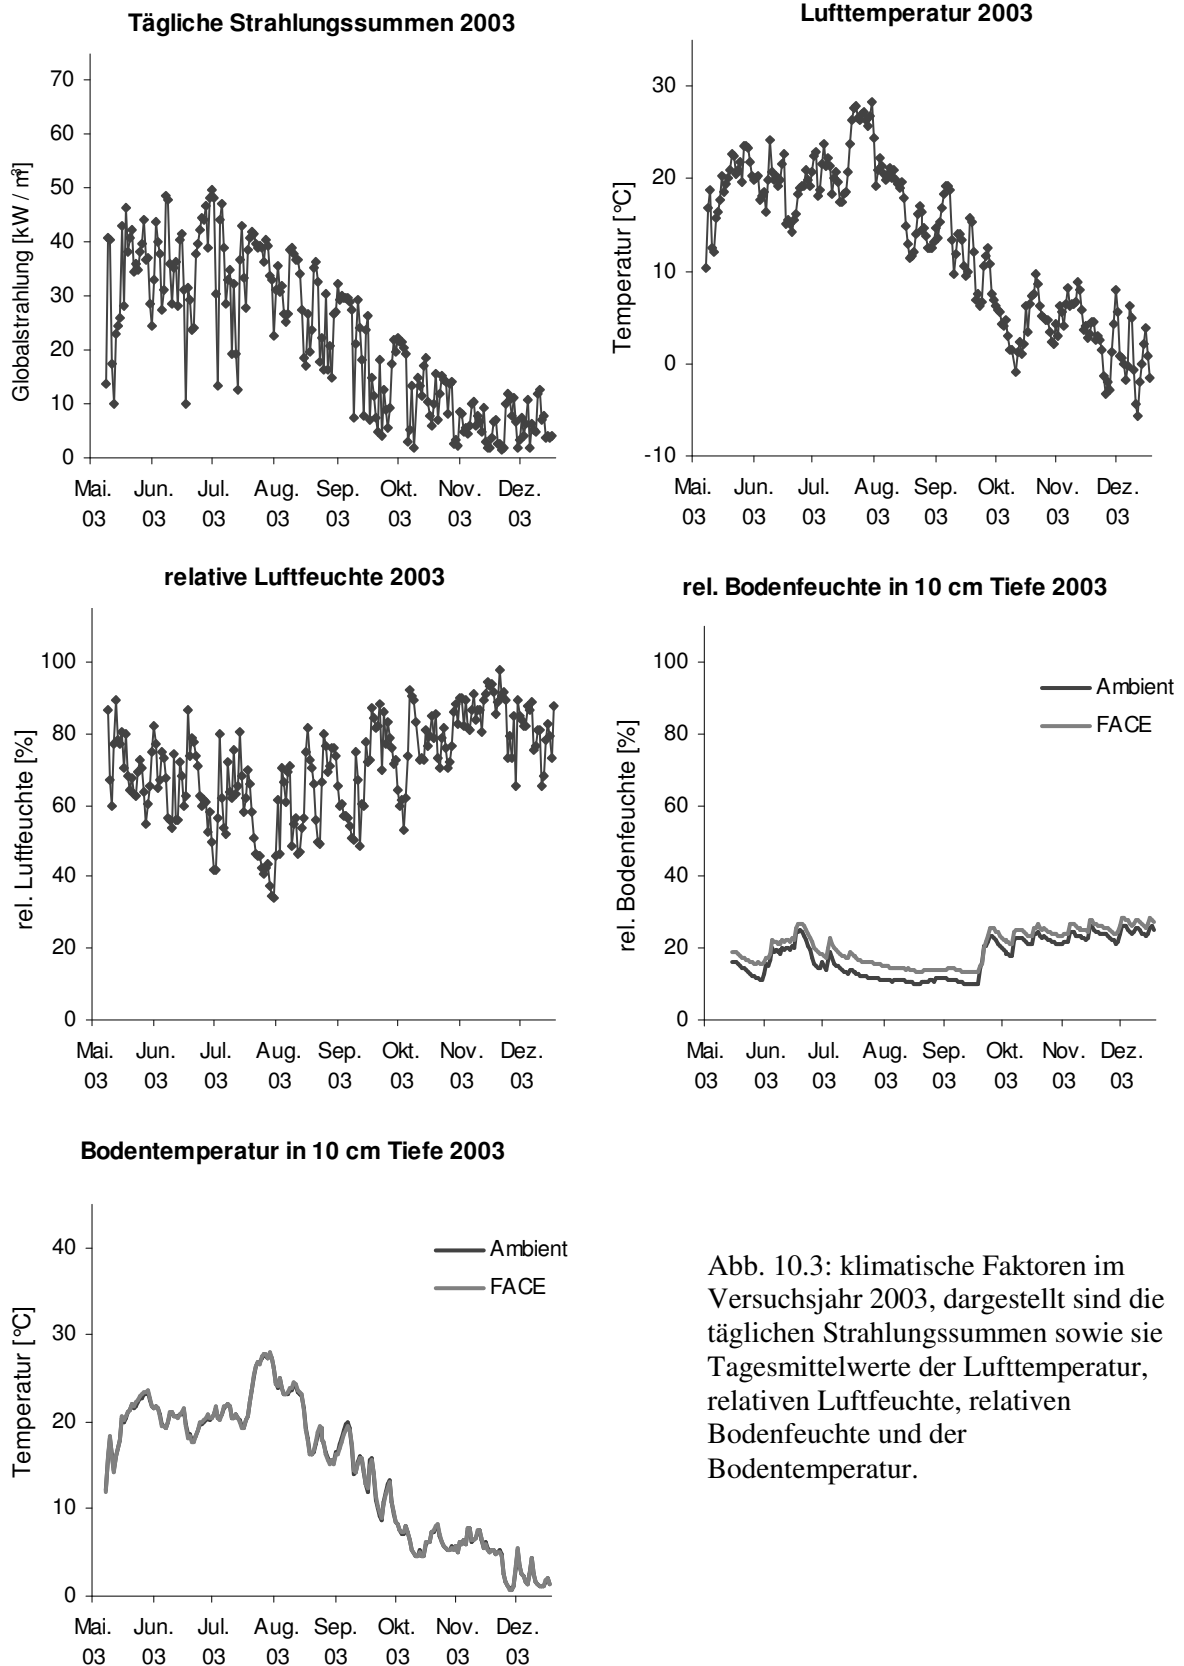 Tägliche Strahlungssummen 2003
Globalstrahlung [kW / m³]
70
60
50
40
30
20
10
0
Mai. Jun. Jul. Aug. Sep. Okt. Nov. Dez.
03 03 03 03 03 03 03 03
Lufttemperatur 2003
Temperatur [°C]
30
20
10
0
-10
Mai. Jun. Jul. Aug. Sep. Okt. Nov. Dez.
03 03 03 03 03 03 03 03
relative Luftfeuchte 2003
rel. Luftfeuchte [%]
100
80
60
40
20
0
Mai. Jun. Jul. Aug. Sep. Okt. Nov. Dez.
03 03 03 03 03 03 03 03
rel. Bodenfeuchte in 10 cm Tiefe 2003
rel. Bodenfeuchte [%]
100
80
60
40
20
0
Ambient
FACE
Mai. Jun. Jul. Aug. Sep. Okt. Nov. Dez.
03 03 03 03 03 03 03 03
Bodentemperatur in 10 cm Tiefe 2003
Temperatur [°C]
40
30
20
10
0
Ambient
FACE
Mai. Jun. Jul. Aug. Sep. Okt. Nov. Dez.
03 03 03 03 03 03 03 03
Abb. 10.3: klimatische Faktoren im
Versuchsjahr 2003, dargestellt sind die
täglichen Strahlungssummen sowie sie
Tagesmittelwerte der Lufttemperatur,
relativen Luftfeuchte, relativen
Bodenfeuchte und der
Bodentemperatur.